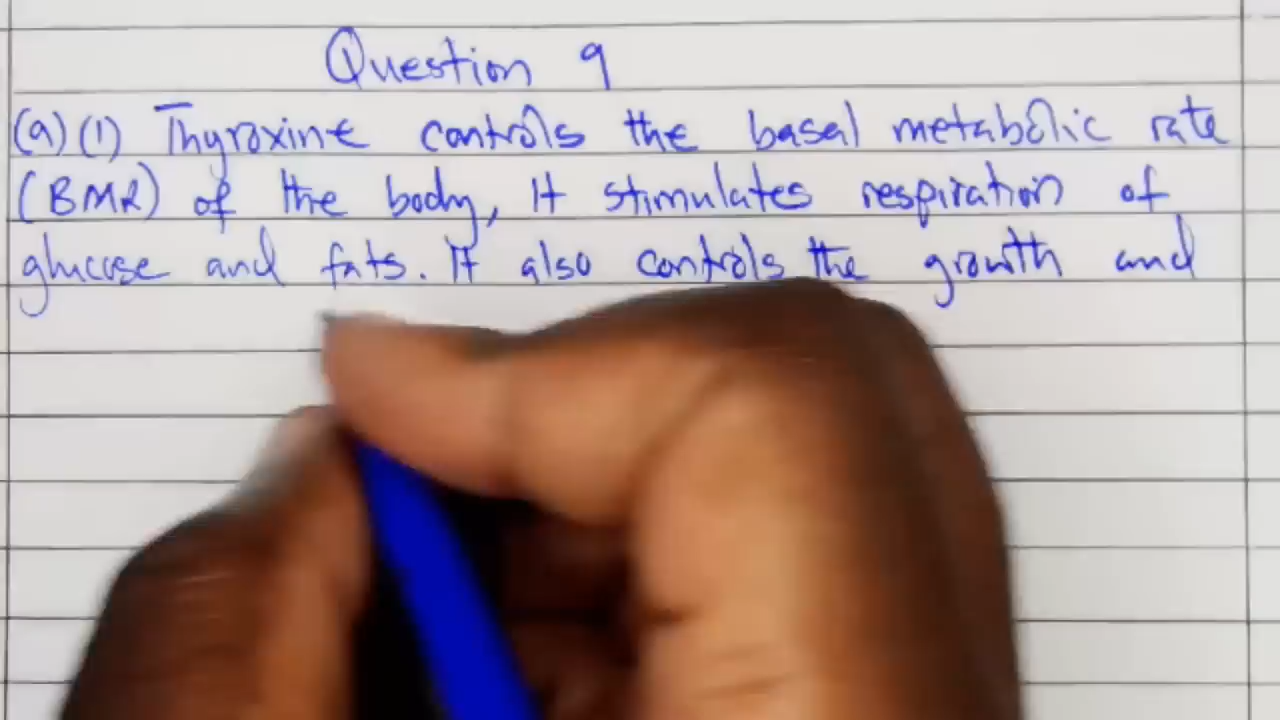 Question 9
(a) (1) Thyroxine controls the basal metabolic rate
(BMR) of the body, It stimulates respiration of
glucose and fats. It also controls the growth and